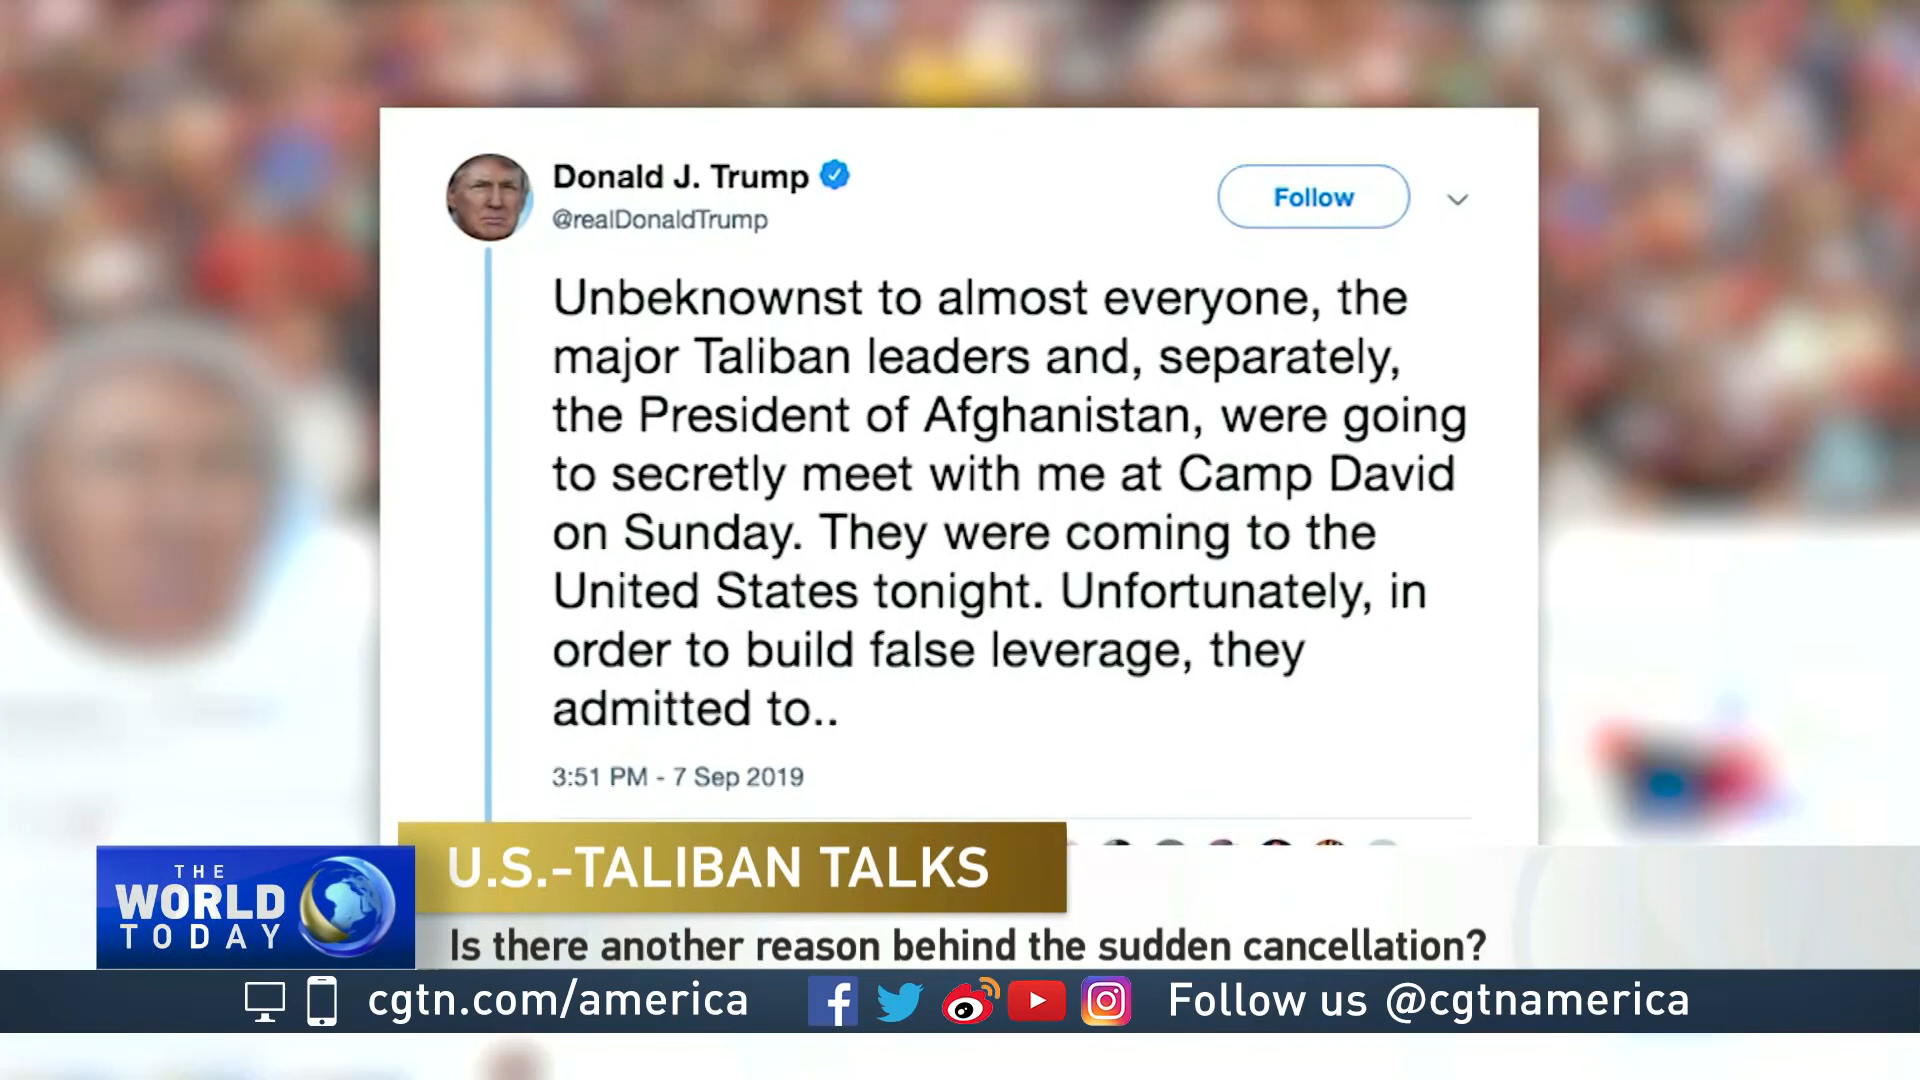 Donald J. Trump
@realDonaldTrump
Follow
Unbeknownst to almost everyone, the
major Taliban leaders and, separately,
the President of Afghanistan, were going
to secretly meet with me at Camp David
on Sunday. They were coming to the
United States tonight. Unfortunately, in
order to build false leverage, they
admitted to..
3:51 PM - 7 Sep 2019
THE
WORLD
TODAY
U.S.-TALIBAN TALKS
Is there another reason behind the sudden cancellation?
cgtn.com/america
Follow us @cgtnamerica